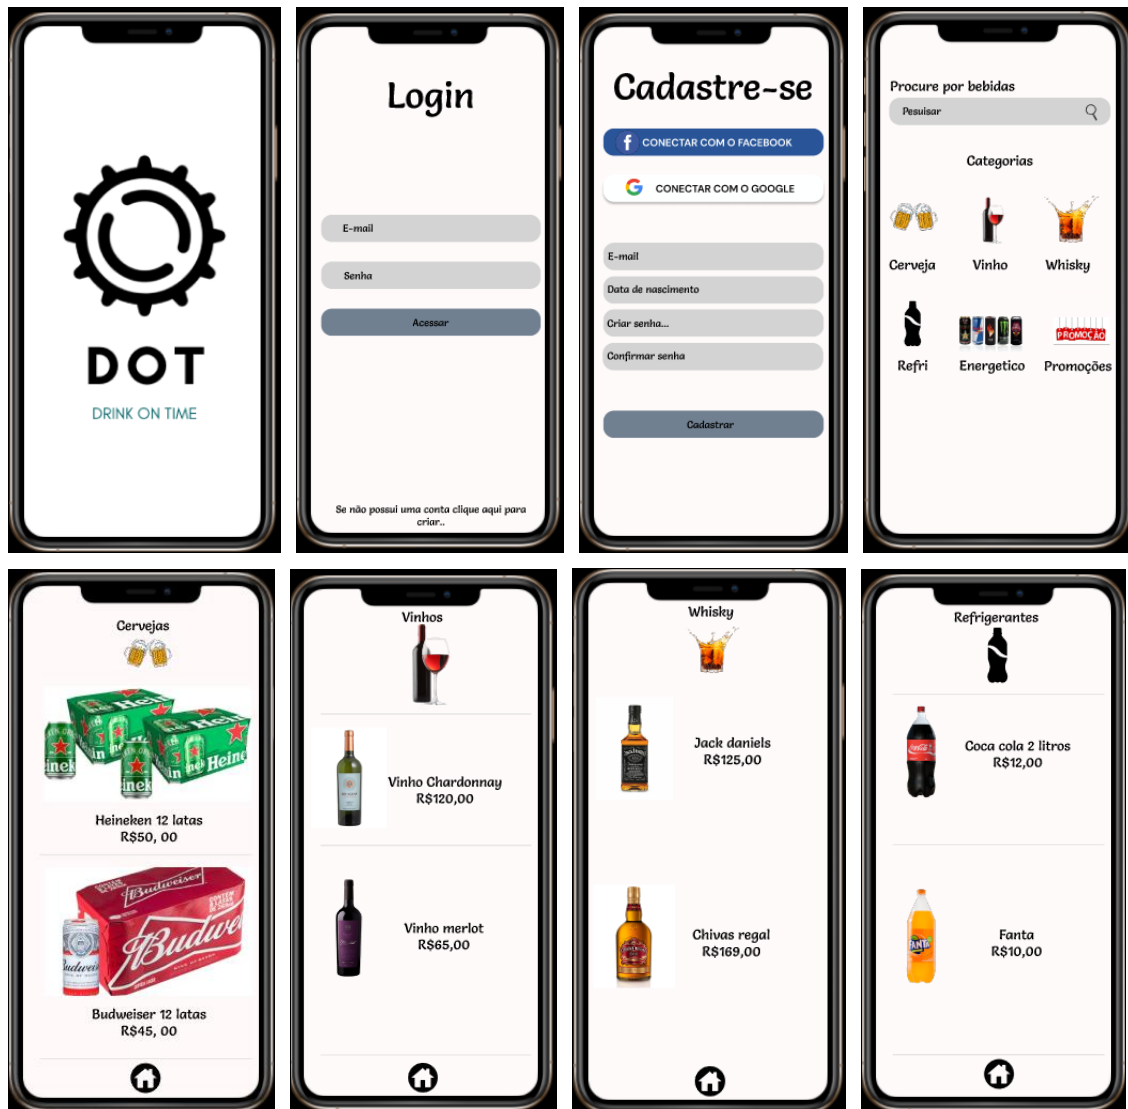 DOT
DRINK ON TIME
Login
E-mail
Senha
Acessar
Se não possui uma conta clique aqui para
criar..
Cadastre-se
CONECTAR COM O FACEBOOK
CONECTAR COM O GOOGLE
E-mail
Data de nascimento
Criar senha...
Confirmar senha
Cadastrar
Procure por bebidas
Pesuisar
Categorias
Cerveja
Vinho
Whisky
PROMOÇÃO
Refri
Energetico
Promoções
Cervejas
Heineken 12 latas
R$50, 00
Budweiser
Budweiser 12 latas
R$45, 00
Vinhos
Vinho Chardonnay
R$120,00
Vinho merlot
R$65,00
Whisky
Jack daniels
R$125,00
Chivas regal
R$169,00
Refrigerantes
Coca cola 2 litros
R$12,00
FANTA
Fanta
R$10,00